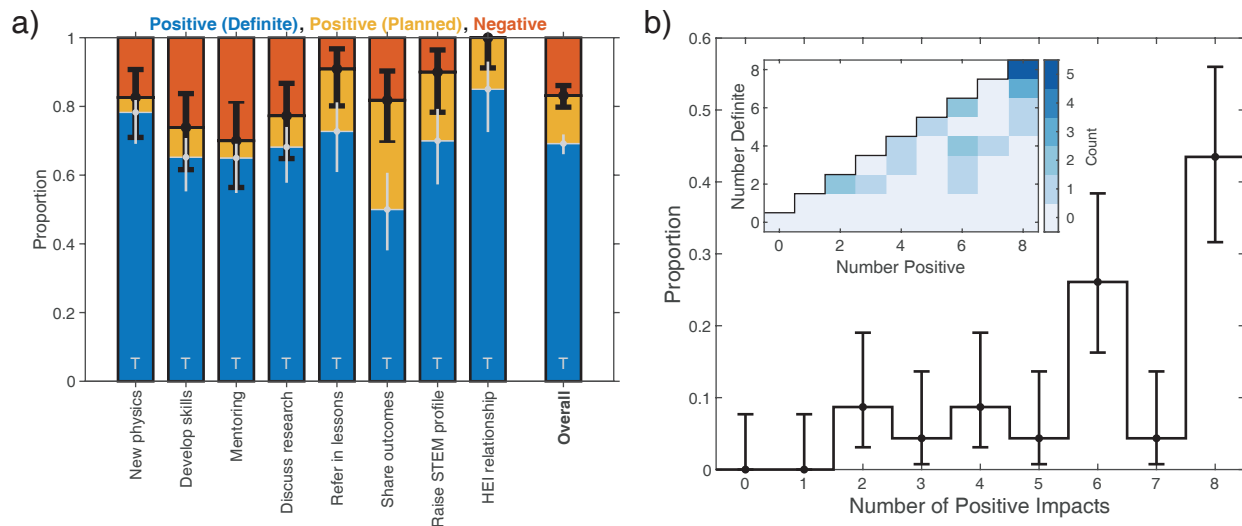 a)
Positive (Definite), Positive (Planned), Negative
Proportion
1
0.8
0.6
0.4
0.2
0
T T T T T T T T T
New physics
Develop skills
Mentoring
Discuss research
Refer in lessons
Share outcomes
Raise STEM profile
HEI relationship
Overall
b)
Proportion
0.6
0.5
0.4
0.3
0.2
0.1
0
0 1 2 3 4 5 6 7 8
Number of Positive Impacts
Number Definite
8
6
4
2
0
0 2 4 6 8
Number Positive
5
4
3
2
1
0
Count